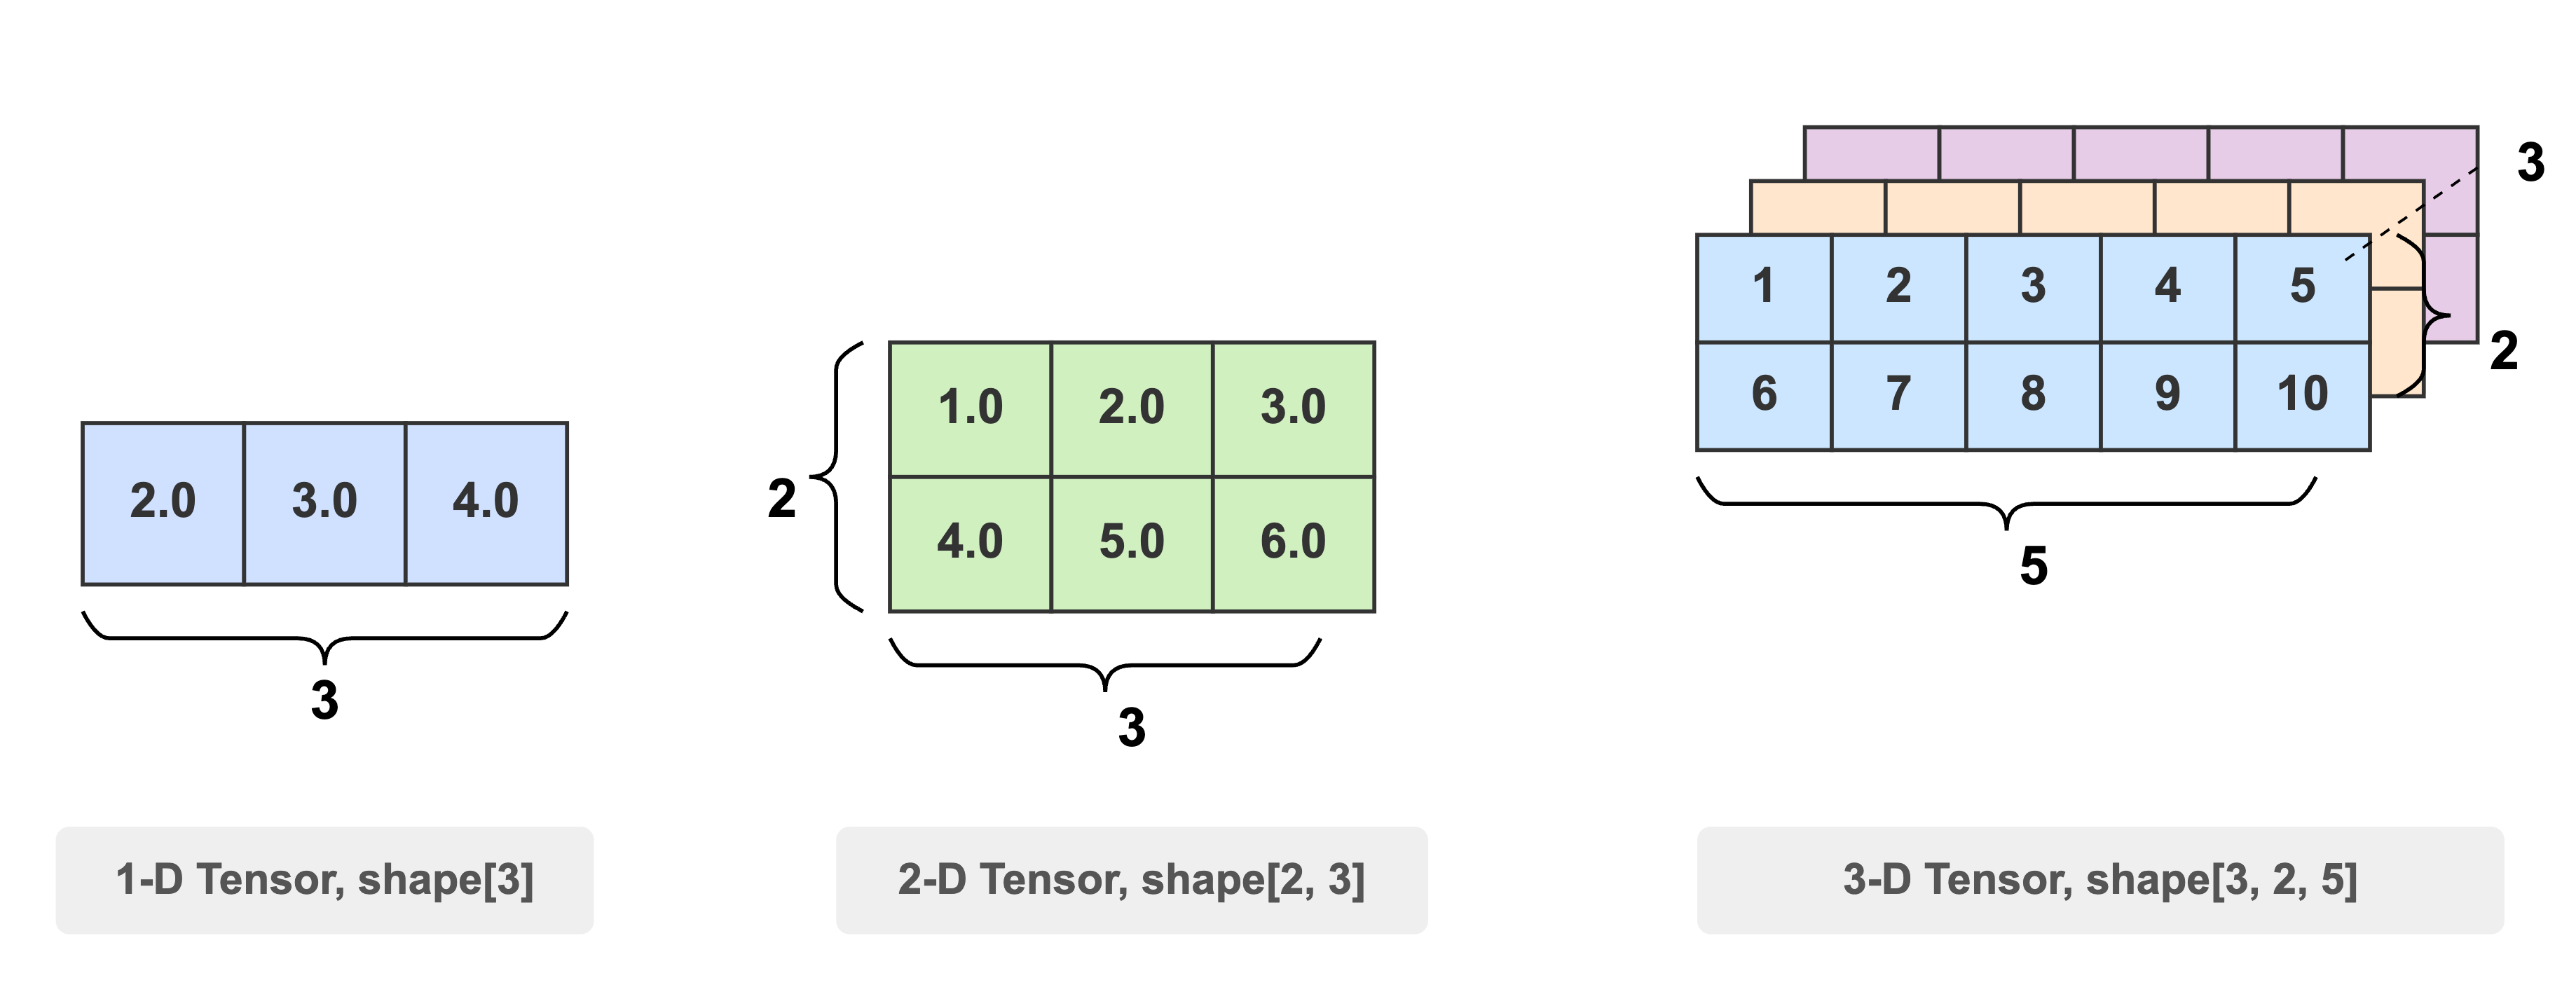 2.0 3.0 4.0
3
1-D Tensor, shape[3]
2
1.0 2.0 3.0
4.0 5.0 6.0
3
2-D Tensor, shape[2, 3]
3
1 2 3 4 5
2
6 7 8 9 10
5
3-D Tensor, shape[3, 2, 5]